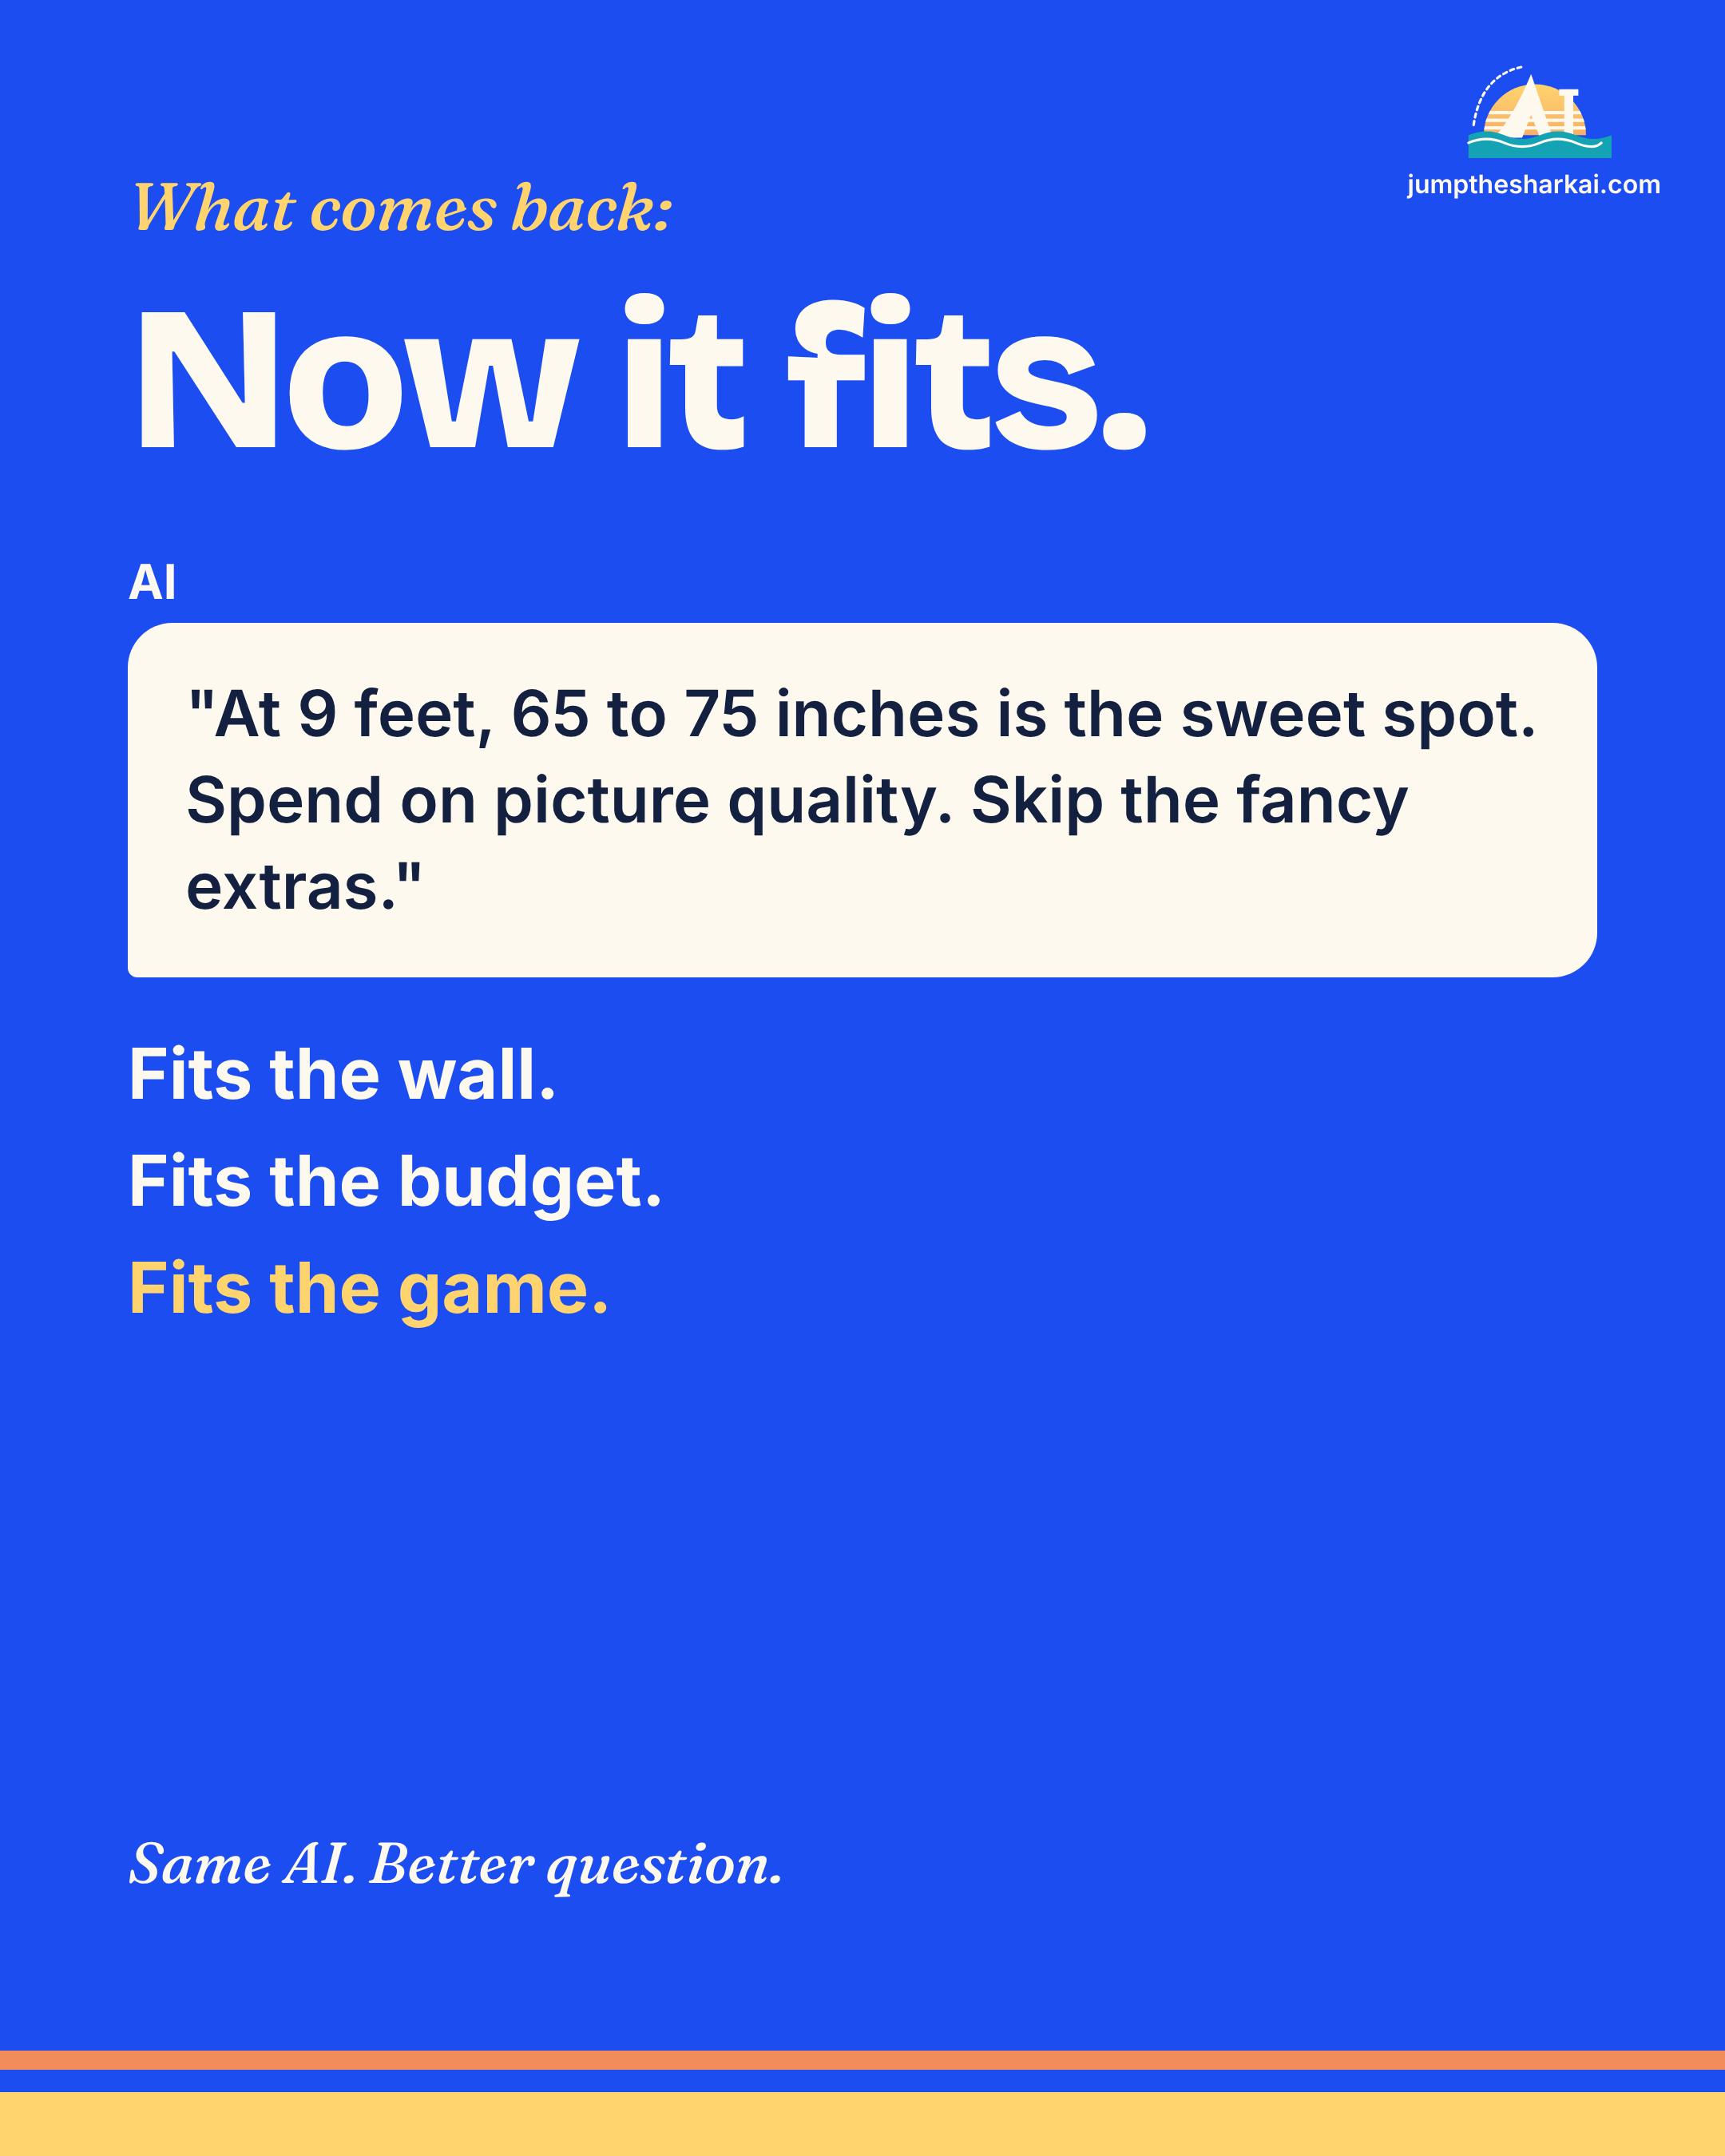 AI
jumpthesharkai.com
What comes back:
Now it fits.
AI
"At 9 feet, 65 to 75 inches is the sweet spot.
Spend on picture quality. Skip the fancy
extras."
Fits the wall.
Fits the budget.
Fits the game.
Same AI. Better question.